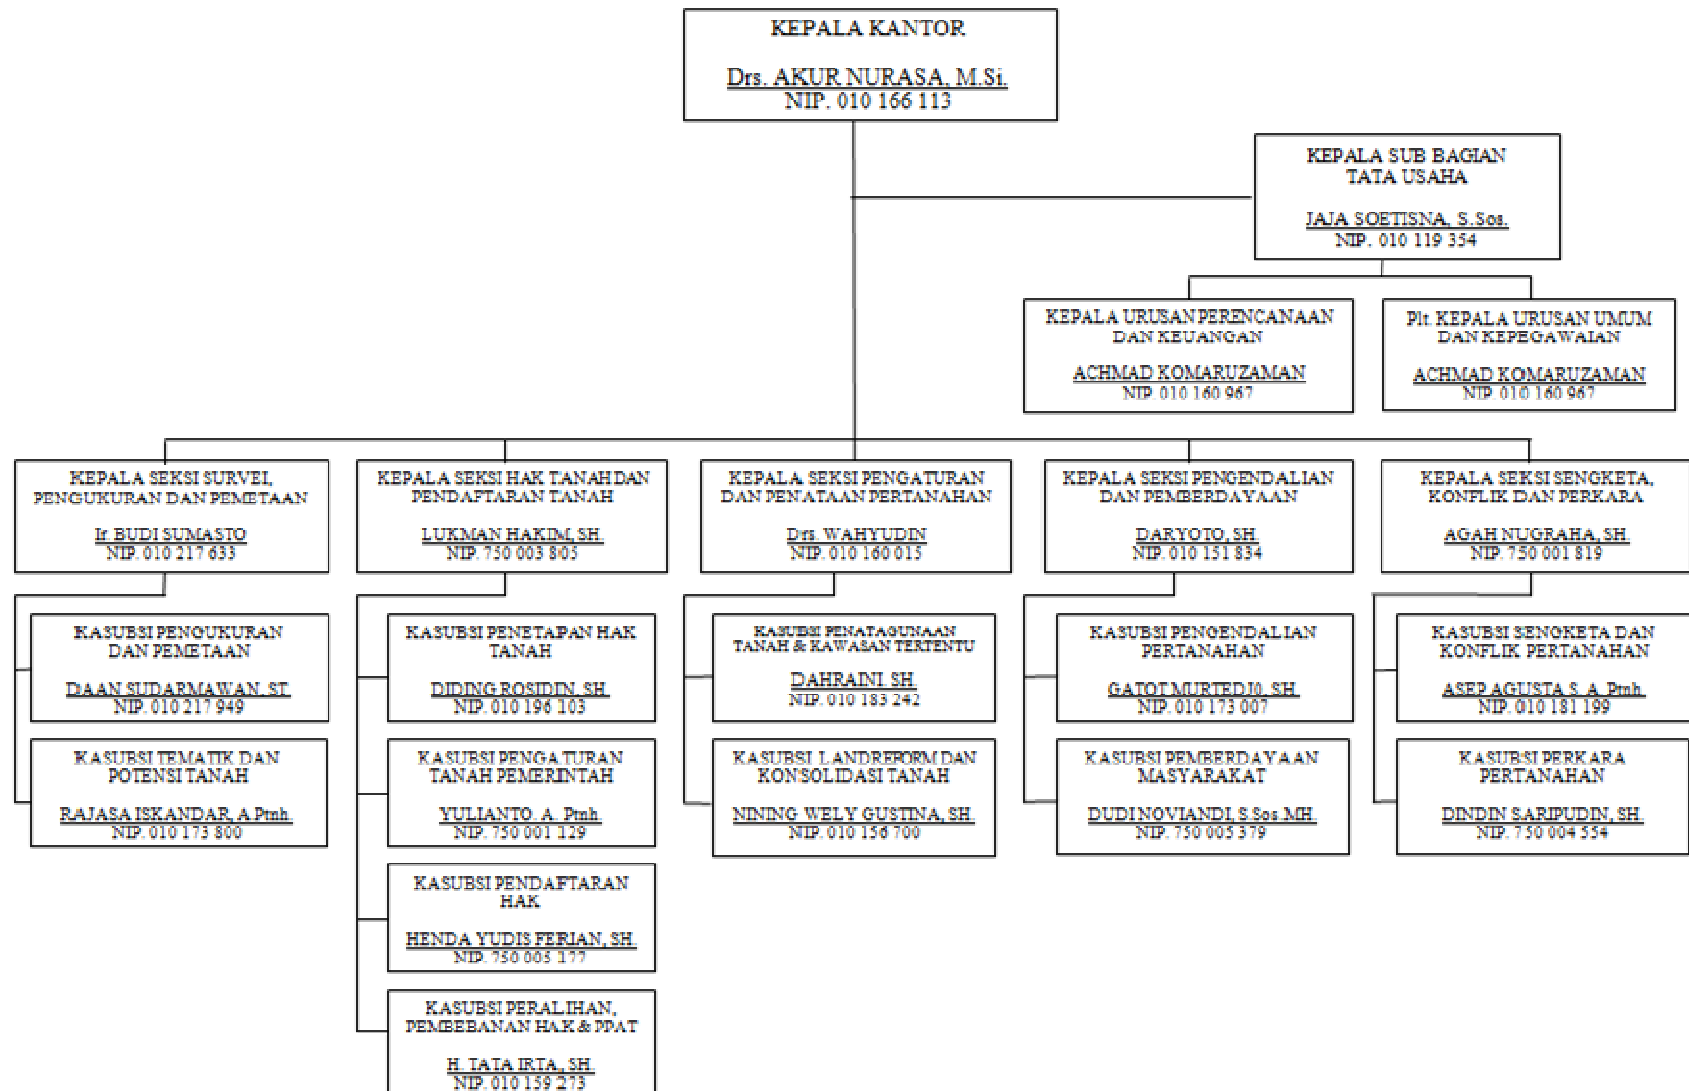 KEPALA KANTOR
Drs. AKUR NURASA, M.Si.
NIP. 010 166 113
KEPALA SUB BAGIAN
TATA USAHA
JAJA SOETISNA, S.Sos.
NIP. 010 119 354
KEPALA URUSAN PERENCANAAN
DAN KEUANGAN
ACHMAD KOMARUZAMAN
NIP. 010 160 967
Plt. KEPALA URUSAN UMUM
DAN KEPEGAWAIAN
ACHMAD KOMARUZAMAN
NIP. 010 160 967
KEPALA SEKSI SURVEI,
PENGUKURAN DAN PEMETAAN
Ir. BUDI SUMASTO
NIP. 010 217 633
KEPALA SEKSI HAK TANAH DAN
PENDAFTARAN TANAH
LUKMAN HAKIM, SH.
NIP. 750 003 805
KEPALA SEKSI PENGATURAN
DAN PENATAAN PERTANAHAN
Drs. WAHYUDIN
NIP. 010 160 015
KEPALA SEKSI PENGENDALIAN
DAN PEMBERDAYAAN
DARYOTO, SH
NIP. 010 151 834
KEPALA SEKSI SENGKETA,
KONFLIK DAN PERKARA
AGAH NUGRAHA, SH.
NIP. 750 001 819
KASUBSI PENGUKURAN
DAN PEMETAAN
DAAN SUDARMAWAN, ST.
NIP. 010 217 949
KASUBSI TEMATIK DAN
POTENSI TANAH
RAJASA ISKANDAR, A.Ptnh.
NIP. 010 173 800
KASUBSI PENETAPAN HAK
TANAH
DIDING ROSIDIN, SH.
NIP. 010 196 103
KASUBSI PENGATURAN
TANAH PEMERINTAH
YULIANTO. A. Ptnh.
NIP. 750 001 129
KASUBSI PENDAFTARAN
HAK
HENDA YUDIS FERIAN, SH.
NIP. 750 005 177
KASUBSI PERALIHAN,
PEMBEBANAN HAK & PPAT
H. TATA IRTA, SH.
NIP. 010 159 273
KASUBSI PENATAGUNAAN
TANAH & KAWASAN TERTENTU
DAHRAINI. SH.
NIP. 010 183 242
KASUBSI LANDREFORM DAN
KONSOLIDASI TANAH
NINING WELY GUSTINA, SH.
NIP. 010 156 700
KASUBSI PENGENDALIAN
PERTANAHAN
GATOT MURTEDJ0, SH.
NIP. 010 173 007
KASUBSI PEMBERDAYAAN
MASYARAKAT
DUDI NOVIANDI, S.Sos.MH.
NIP. 750 005 379
KASUBSI SENGKETA DAN
KONFLIK PERTANAHAN
ASEP AGUSTA S. A. Ptnh.
NIP. 010 181 199
KASUBSI PERKARA
PERTANAHAN
DINDIN SARIPUDIN, SH.
NIP. 750 004 554